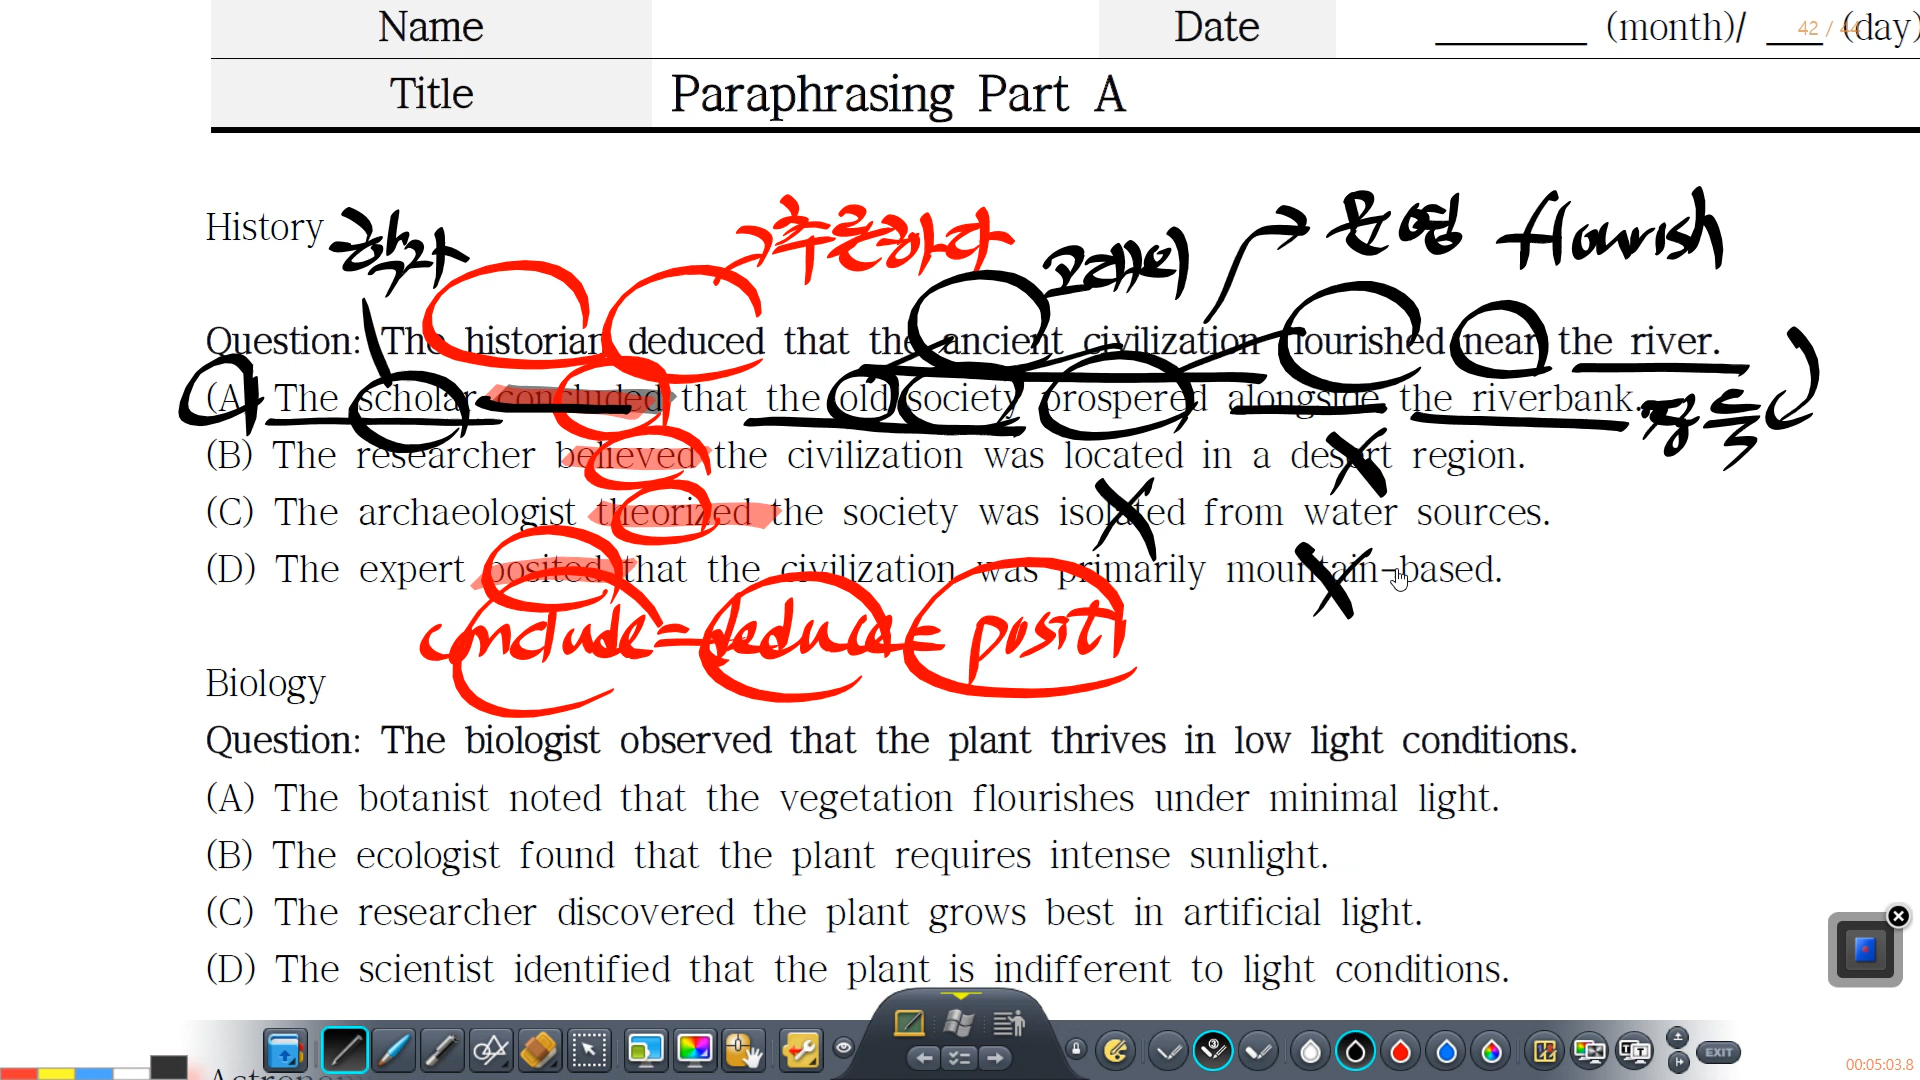 Name Date (month)/ (day)
42 / 44
Title Paraphrasing Part A
History 학자 추론하다 고대의 문영 flourish
Question: The historian deduced that the ancient civilization flourished near the river.
(A) The scholar concluded that the old society prospered alongside the riverbank.
(B) The researcher believed the civilization was located in a desert region.
(C) The archaeologist theorized the society was isolated from water sources.
(D) The expert posited that the civilization was primarily mountain-based.
conclude = deduce = posit
Biology
Question: The biologist observed that the plant thrives in low light conditions.
(A) The botanist noted that the vegetation flourishes under minimal light.
(B) The ecologist found that the plant requires intense sunlight.
(C) The researcher discovered the plant grows best in artificial light.
(D) The scientist identified that the plant is indifferent to light conditions.
EXIT
00:05:03.8